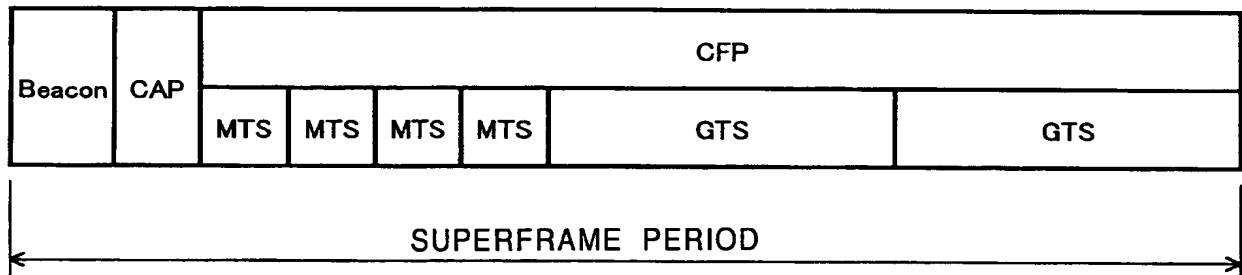 CFP
Beacon CAP
MTS MTS MTS MTS GTS GTS
SUPERFRAME PERIOD